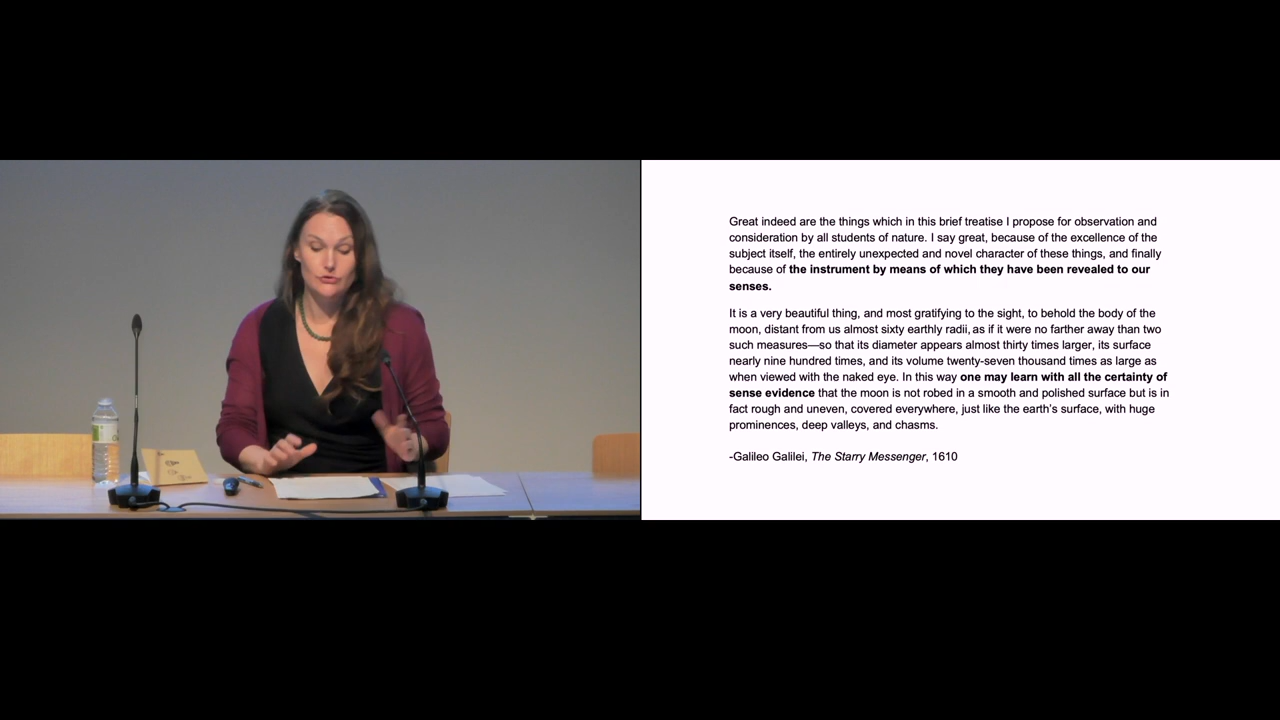 Great indeed are the things which in this brief treatise I propose for observation and
consideration by all students of nature. I say great, because of the excellence of the
subject itself, the entirely unexpected and novel character of these things, and finally
because of the instrument by means of which they have been revealed to our
senses.
It is a very beautiful thing, and most gratifying to the sight, to behold the body of the
moon, distant from us almost sixty earthly radii, as if it were no farther away than two
such measures—so that its diameter appears almost thirty times larger, its surface
nearly nine hundred times, and its volume twenty-seven thousand times as large as
when viewed with the naked eye. In this way one may learn with all the certainty of
sense evidence that the moon is not robed in a smooth and polished surface but is in
fact rough and uneven, covered everywhere, just like the earth's surface, with huge
prominences, deep valleys, and chasms.
-Galileo Galilei, The Starry Messenger, 1610